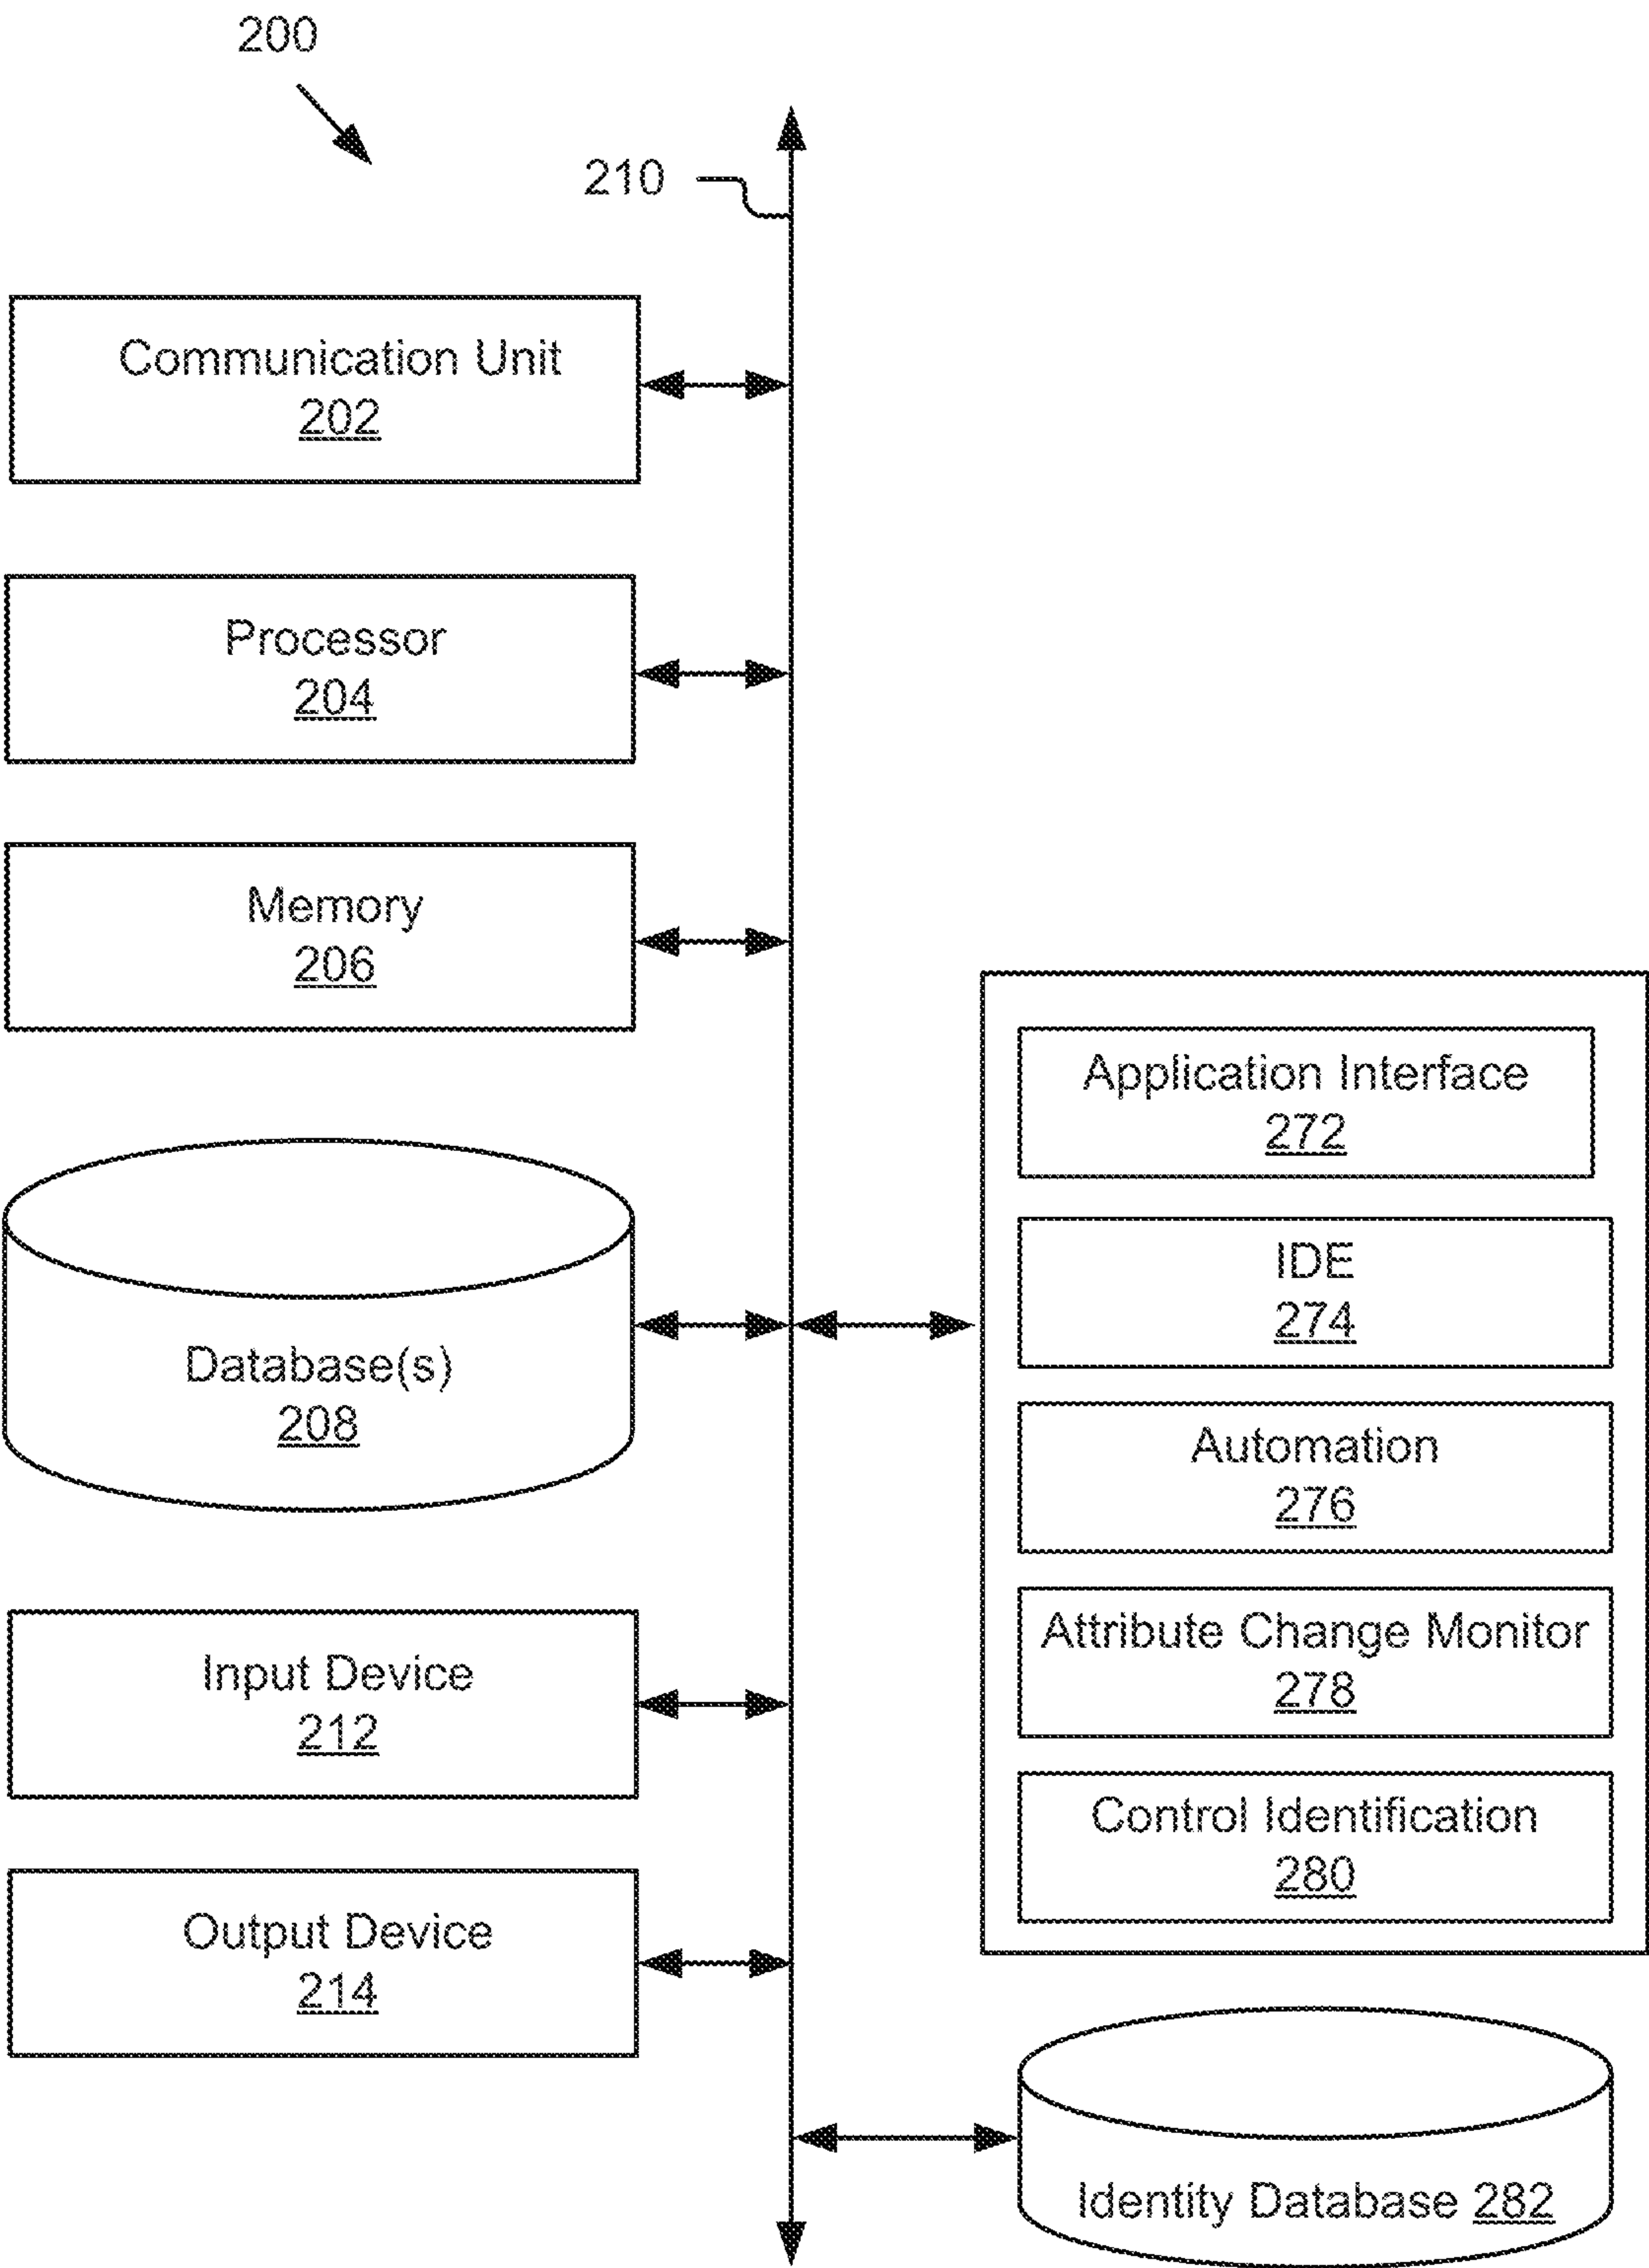 200
210
Communication Unit
202
Processor
204
Memory
206
Database(s)
208
Input Device
212
Output Device
214
Application Interface
272
IDE
274
Automation
276
Attribute Change Monitor
278
Control Identification
280
Identity Database 282